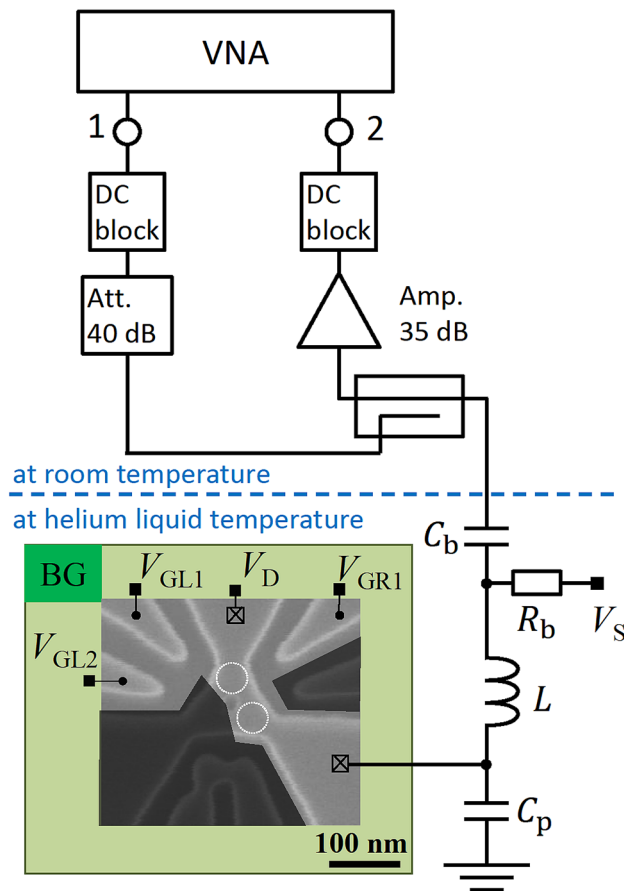 VNA
1
2
DC
block
DC
block
Att.
40 dB
Amp.
35 dB
at room temperature
at helium liquid temperature
BG
V_GL1
V_D
V_GR1
V_GL2
C_b
R_b
V_S
L
C_p
100 nm